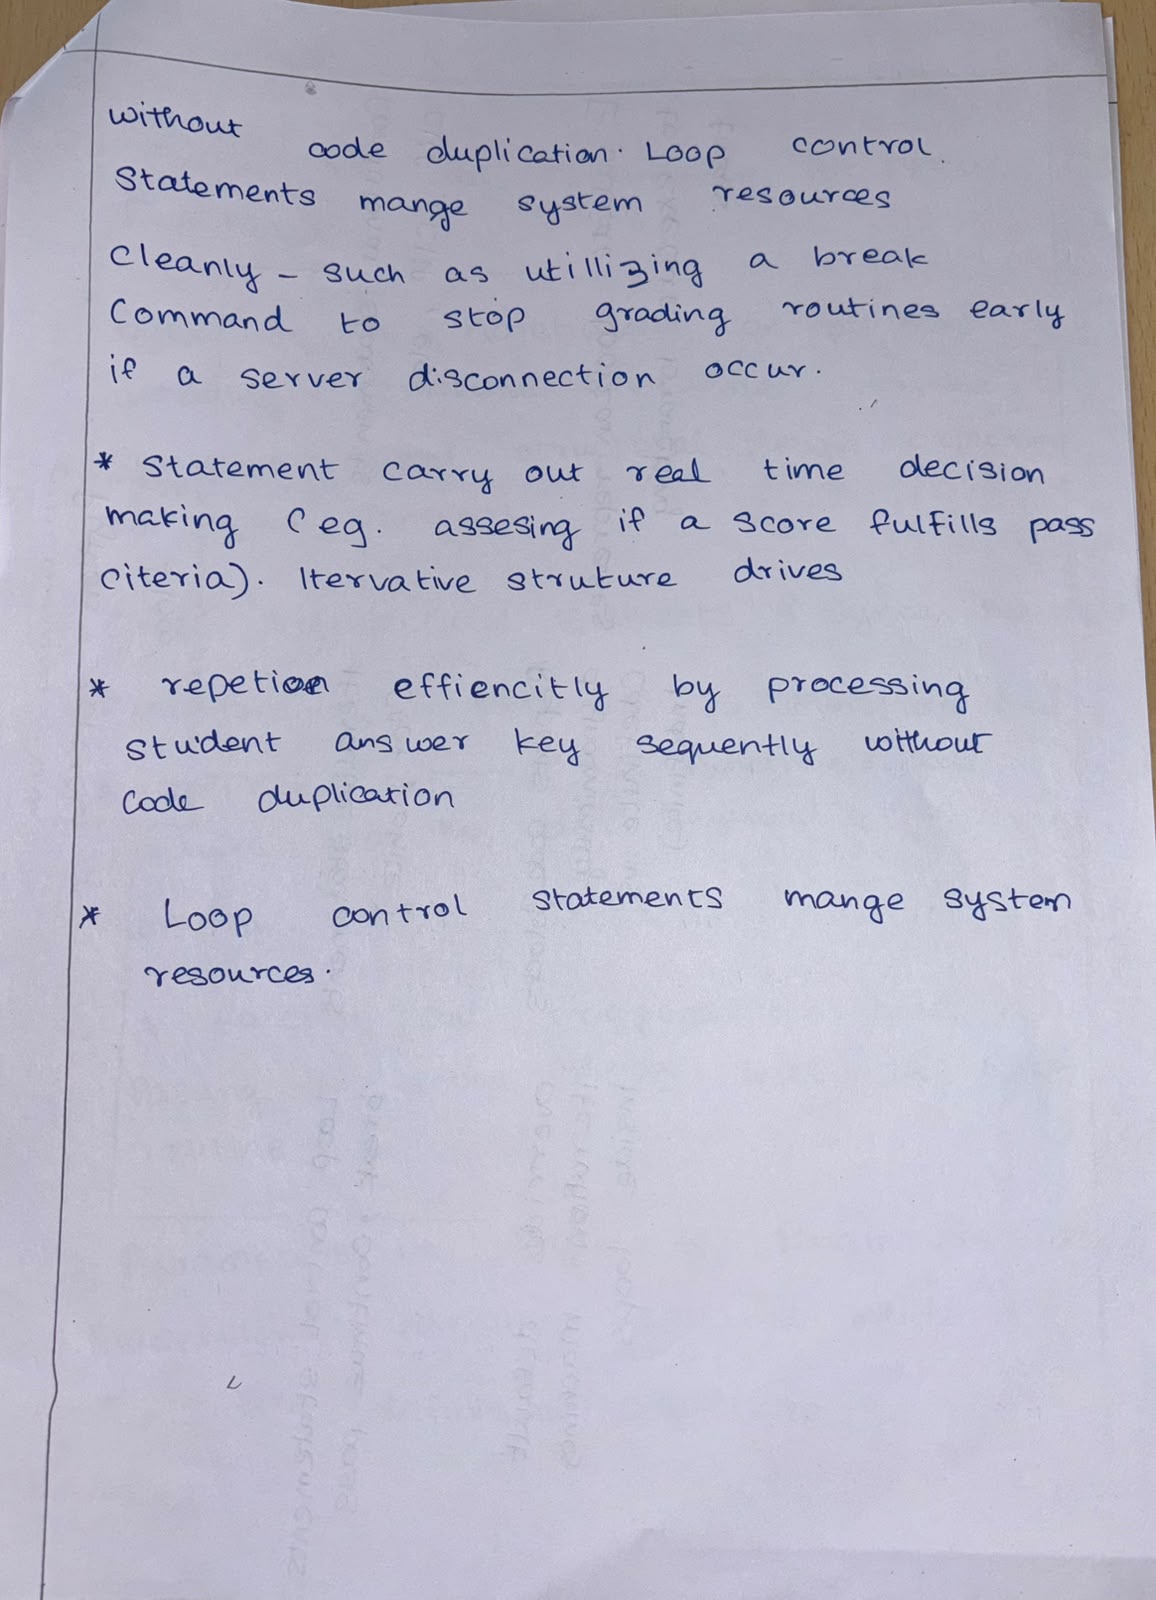 without code duplication. Loop control.
Statements mange system resources
cleanly - such as utillizing a break
Command to stop grading routines early
if a server disconnection occur.
* statement carry out real time decision
making (eg. assesing if a score fulfills pass
citeria). Itervative struture drives
* repetion effiencitly by processing
student answer key sequently without
code duplication
* Loop control statements mange system
resources.